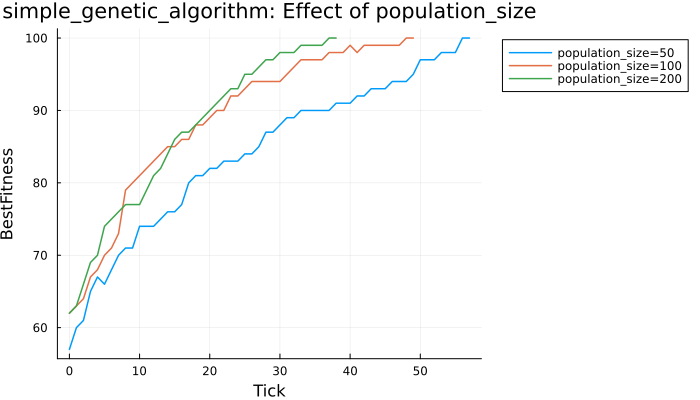 simple_genetic_algorithm: Effect of population_size
BestFitness
100
90
80
70
60
0 10 20 30 40 50
Tick
population_size=50
population_size=100
population_size=200